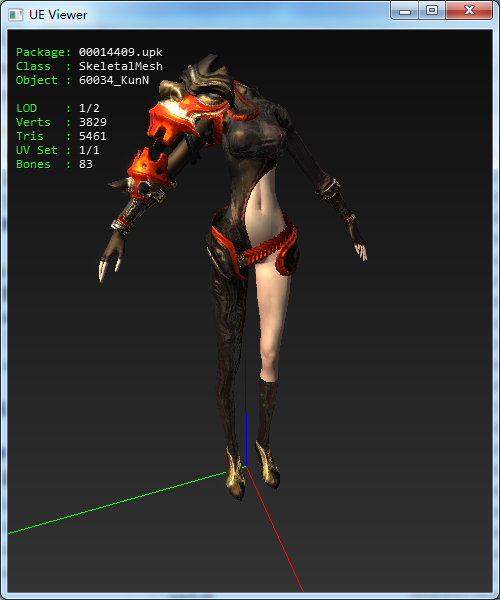 UE Viewer
Package: 00014409.upk
Class : SkeletalMesh
Object : 60034_KunN
LOD : 1/2
Verts : 3829
Tris : 5461
UV Set : 1/1
Bones : 83